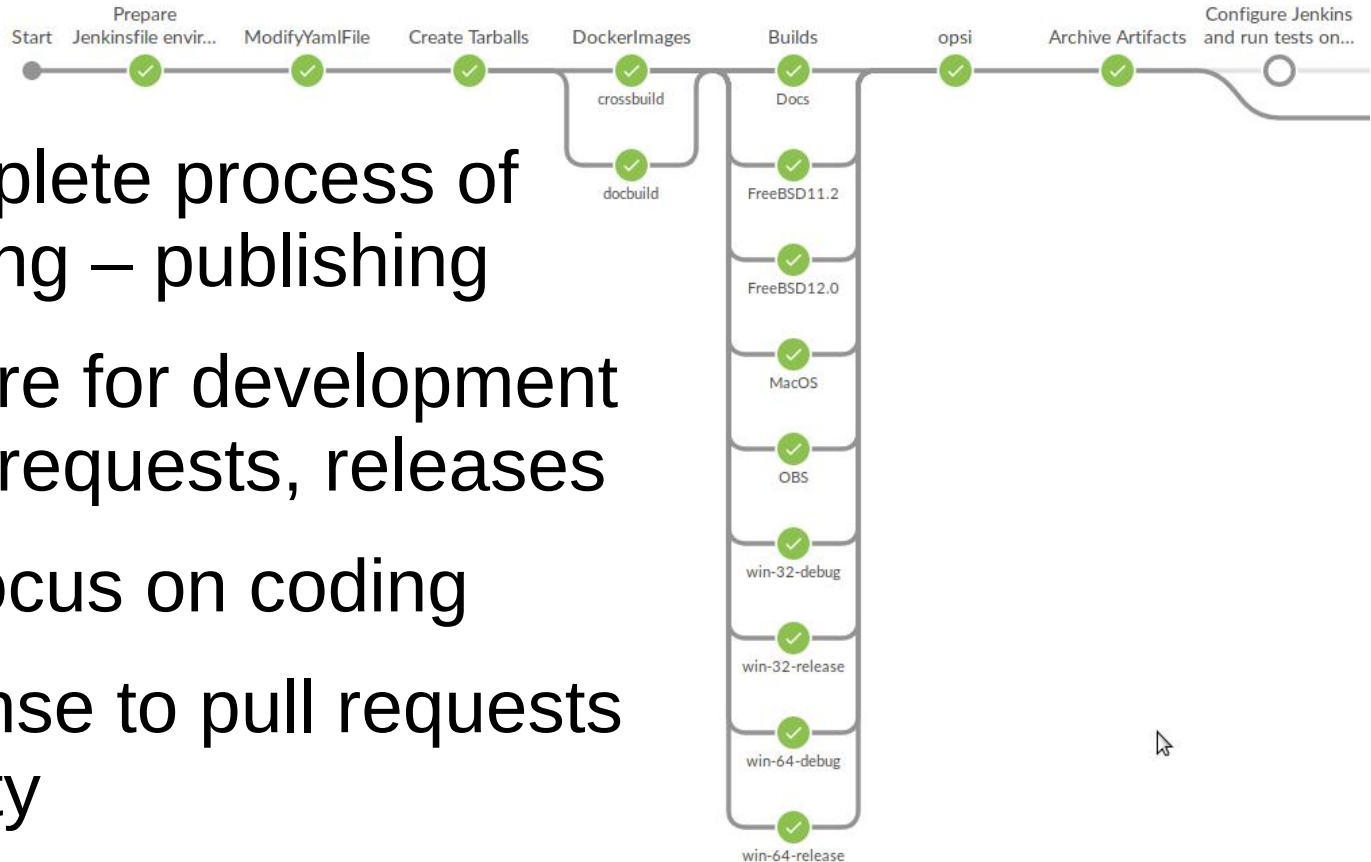 Prepare
Start Jenkinsfile envir... ModifyYamlFile Create Tarballs DockerImages Builds opsi Archive Artifacts Configure Jenkins
and run tests on...
crossbuild
Docs
docbuild
FreeBSD11.2
FreeBSD12.0
MacOS
OBS
win-32-debug
win-32-release
win-64-debug
win-64-release
plete process of
ng – publishing
re for development
requests, releases
ocus on coding
nse to pull requests
ty